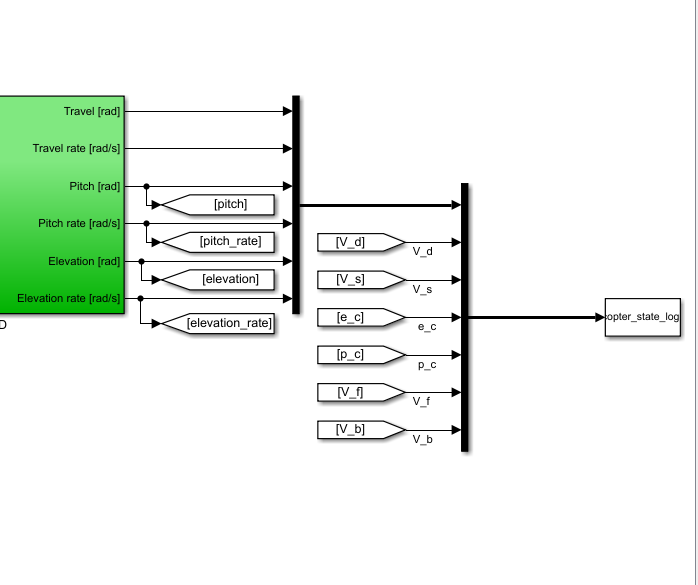 Travel [rad]
Travel rate [rad/s]
Pitch [rad]
[pitch]
Pitch rate [rad/s]
[pitch_rate]
Elevation [rad]
[elevation]
Elevation rate [rad/s]
[elevation_rate]
D
[V_d]
V_d
[V_s]
V_s
[e_c]
e_c
[p_c]
p_c
[V_f]
V_f
[V_b]
V_b
opter_state_log